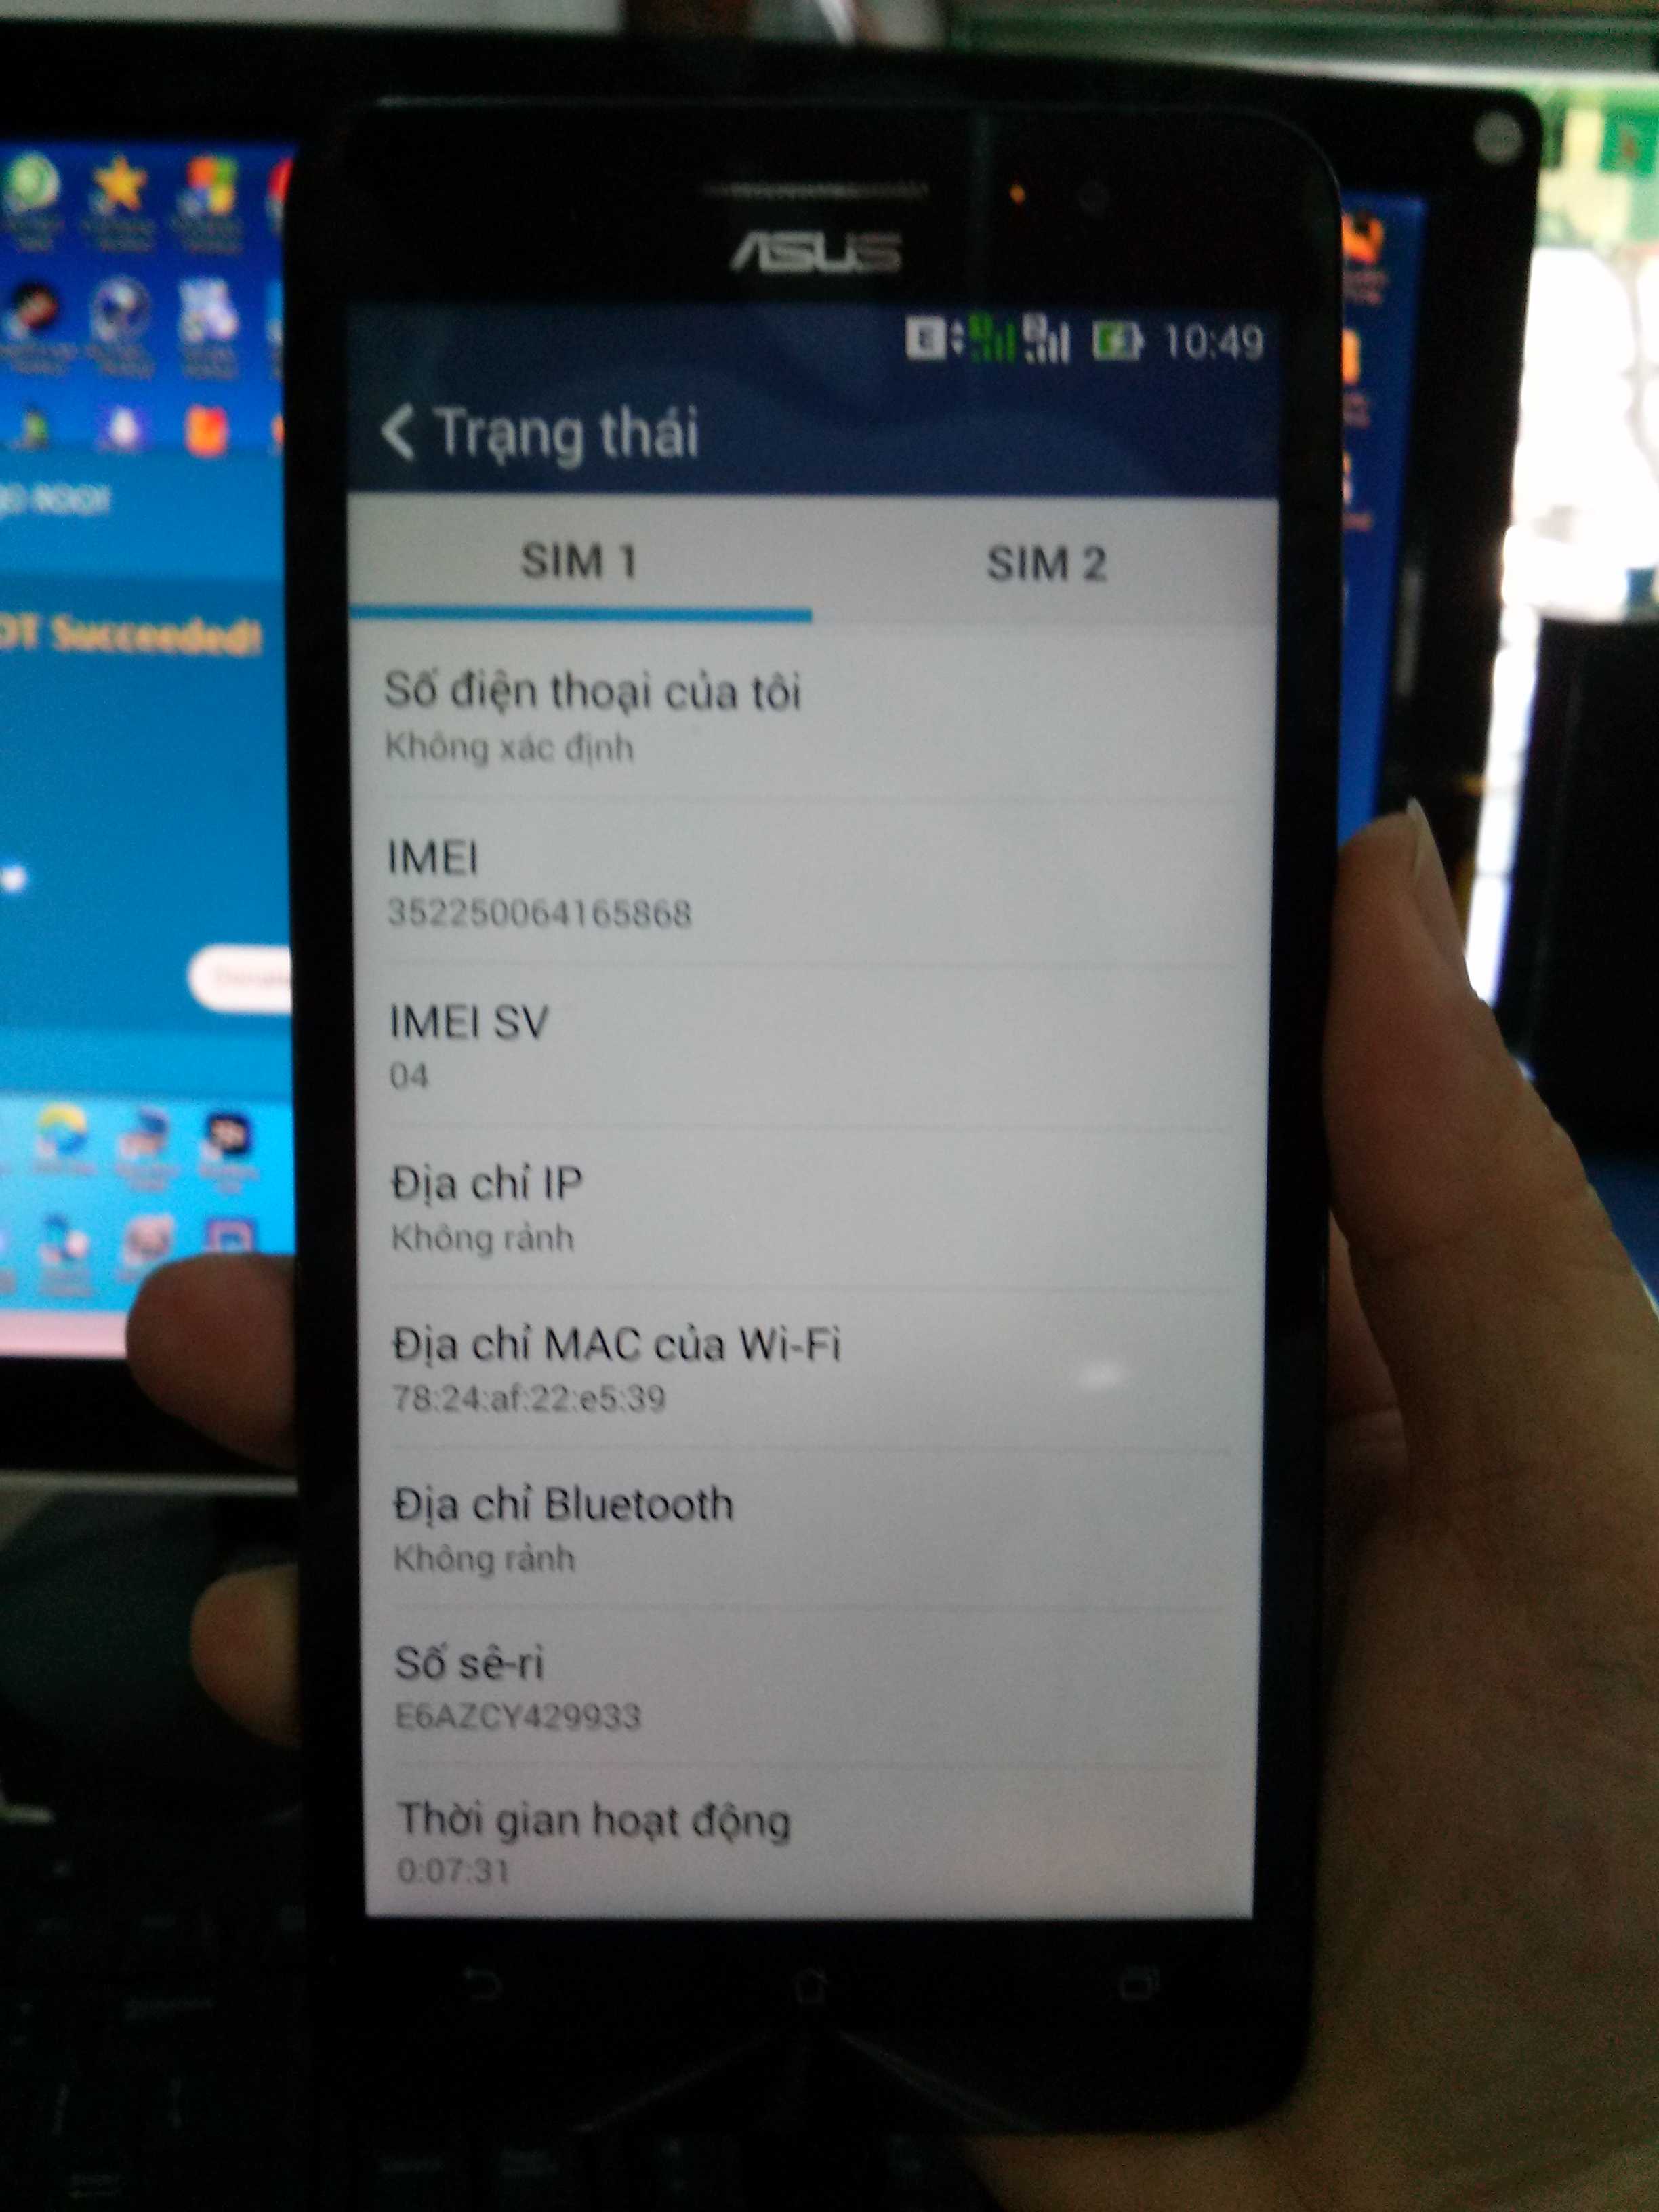 ASUS
10:49
Trạng thái
SIM 1
SIM 2
Số điện thoại của tôi
Không xác định
IMEI
352250064165868
IMEI SV
04
Địa chỉ IP
Không rảnh
Địa chỉ MAC của Wi-Fi
78:24:af:22:e5:39
Địa chỉ Bluetooth
Không rảnh
Số sê-ri
E6AZCY429933
Thời gian hoạt động
0:07:31
Succeeded!